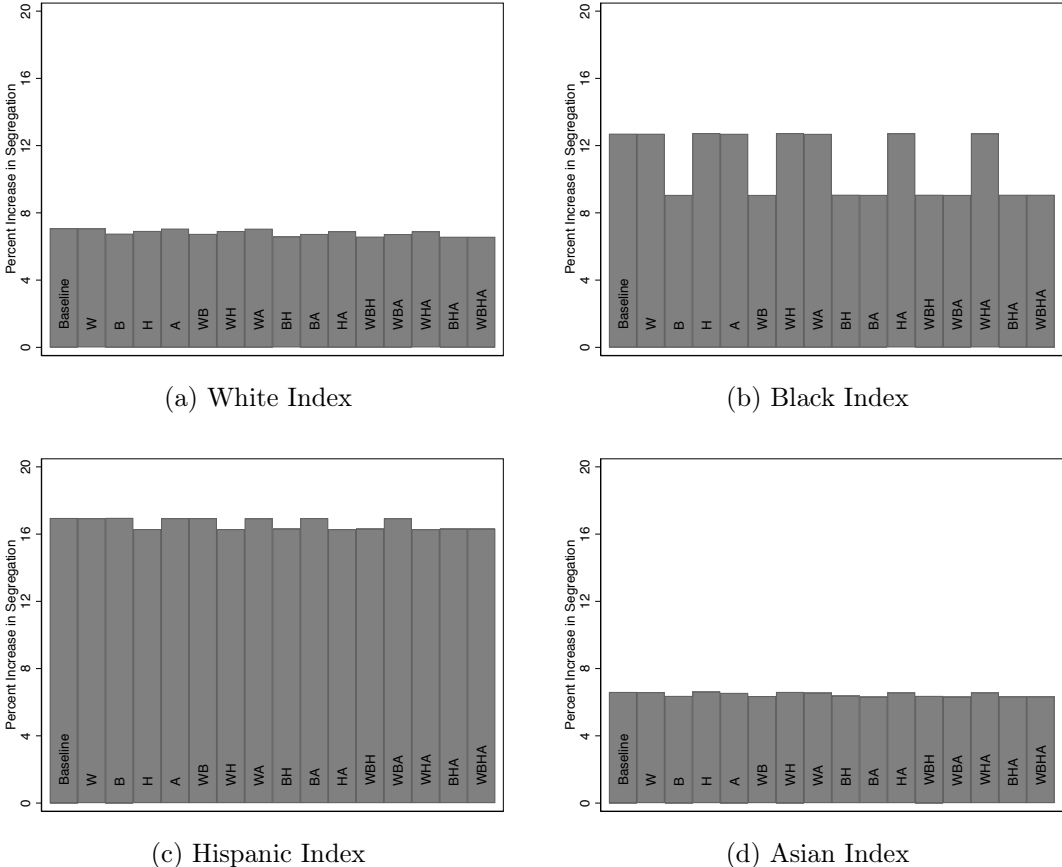 Percent Increase in Segregation
20
16
12
8
4
0
Baseline
W
B
H
A
WB
WH
WA
BH
BA
HA
WBH
WBA
WHA
BHA
WBHA
(a) White Index
Percent Increase in Segregation
20
16
12
8
4
0
Baseline
W
B
H
A
WB
WH
WA
BH
BA
HA
WBH
WBA
WHA
BHA
WBHA
(b) Black Index
Percent Increase in Segregation
20
16
12
8
4
0
Baseline
W
B
H
A
WB
WH
WA
BH
BA
HA
WBH
WBA
WHA
BHA
WBHA
(c) Hispanic Index
Percent Increase in Segregation
20
16
12
8
4
0
Baseline
W
B
H
A
WB
WH
WA
BH
BA
HA
WBH
WBA
WHA
BHA
WBHA
(d) Asian Index